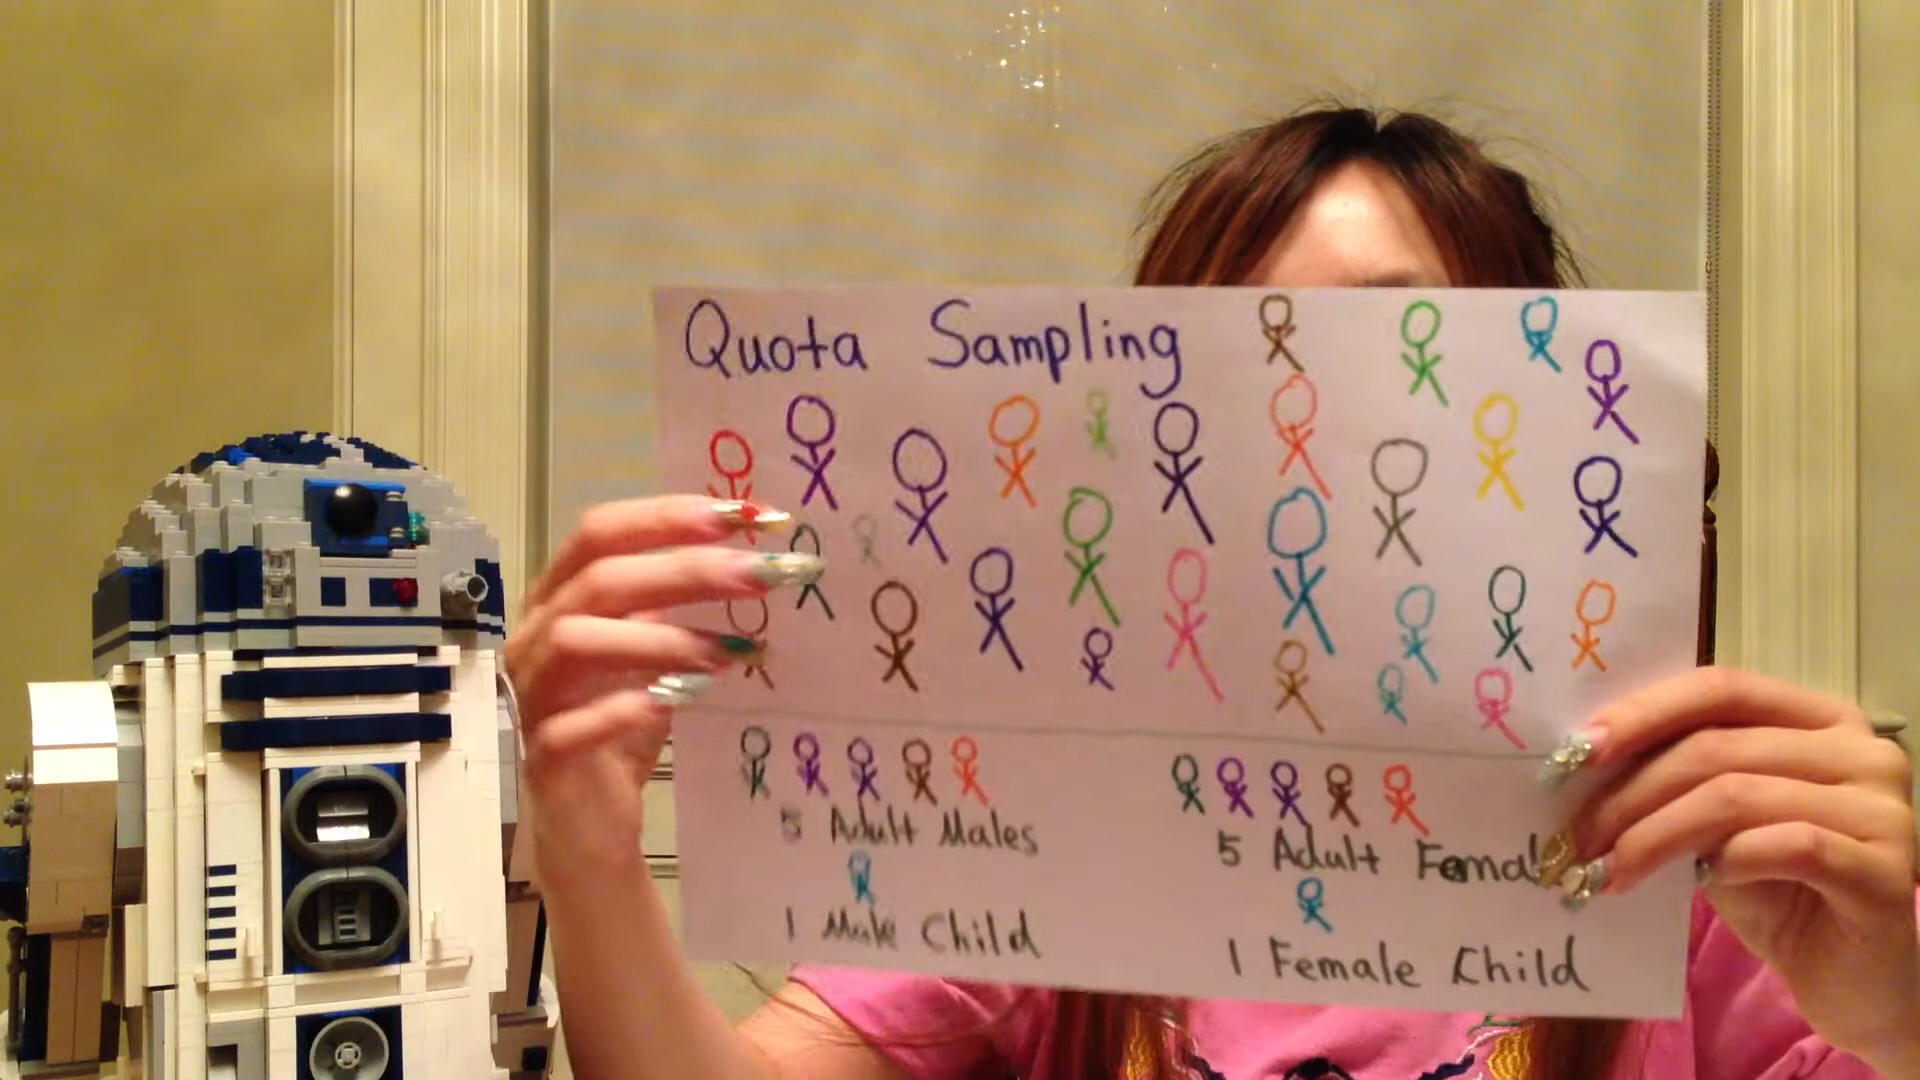 Quota Sampling
5 Adult Males
1 Male Child
5 Adult Femal
1 Female Child